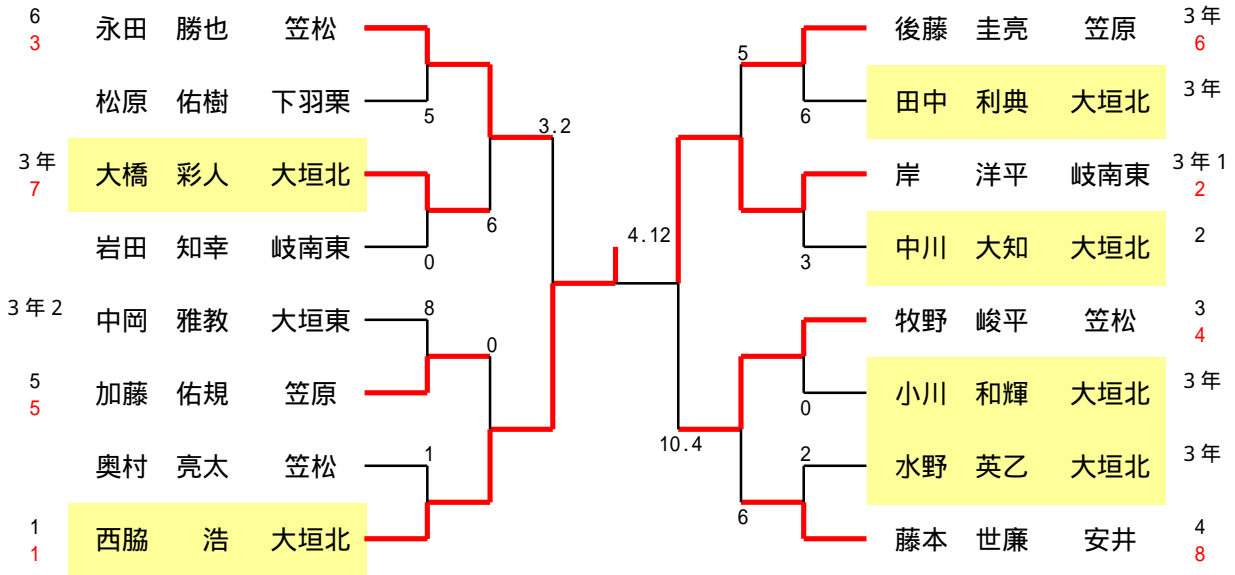 6
3
永田 勝也 笠松
松原 佑樹 下羽栗
5
3年
7
大橋 彩人 大垣北
6
岩田 知幸 岐南東
0
3.2
3年2
中岡 雅教 大垣東
8
0
5
5
加藤 佑規 笠原
奥村 亮太 笠松
1
1
1
西脇 浩 大垣北
4.12
5
後藤 圭亮 笠原
3年
6
6
田中 利典 大垣北
3年
岸 洋平 岐南東
3年1
2
3
中川 大知 大垣北
2
牧野 峻平 笠松
3
4
0
小川 和輝 大垣北
3年
10.4
2
水野 英乙 大垣北
3年
6
藤本 世廉 安井
4
8